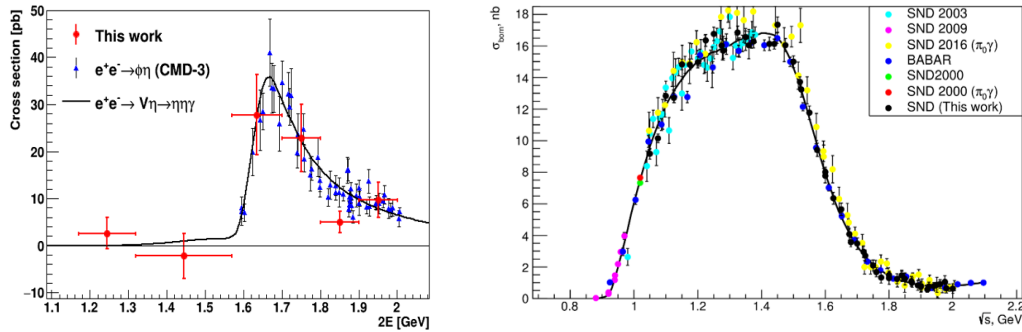 Cross section [pb]
50
40
30
20
10
0
−10
This work
e⁺e⁻→ϕη (CMD-3)
e⁺e⁻→ Vη→ηηγ
1.1 1.2 1.3 1.4 1.5 1.6 1.7 1.8 1.9 2
2E [GeV]
σborn, nb
18
16
14
12
10
8
6
4
2
0
SND 2003
SND 2009
SND 2016 (π₀γ)
BABAR
SND2000
SND 2000 (π₀γ)
SND (This work)
0.8 1 1.2 1.4 1.6 1.8 2 2.2
√s, GeV